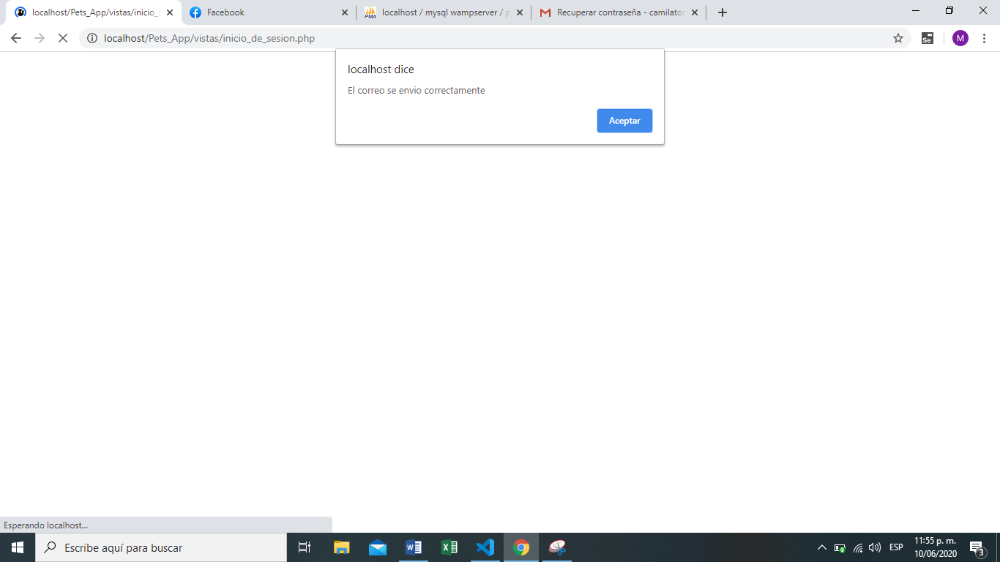 localhost/Pets_App/vistas/inicio_
Facebook
localhost / mysql wampserver / p
Recuperar contraseña - camilator
localhost/Pets_App/vistas/inicio_de_sesion.php
Se
M
localhost dice
El correo se envio correctamente
Aceptar
Esperando localhost...
Escribe aquí para buscar
ESP
11:55 p. m.
10/06/2020
3